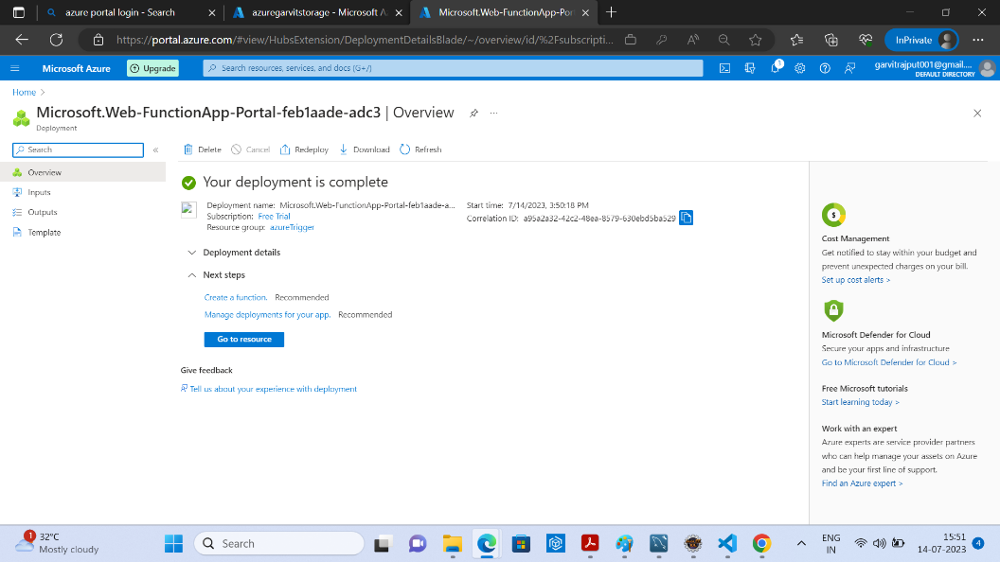 azure portal login - Search
azuregarvitstorage - Microsoft A
Microsoft.Web-FunctionApp-Por
https://portal.azure.com/#view/HubsExtension/DeploymentDetailsBlade/~/overview/id/%2Fsubscripti...
InPrivate
Microsoft Azure
Upgrade
Search resources, services, and docs (G+/)
1
garvitrajput001@gmail....
DEFAULT DIRECTORY
Home >
Microsoft.Web-FunctionApp-Portal-feb1aade-adc3 | Overview
Deployment
Search
Delete
Cancel
Redeploy
Download
Refresh
Overview
Inputs
Outputs
Template
Your deployment is complete
Deployment name: Microsoft.Web-FunctionApp-Portal-feb1aade-a...
Subscription: Free Trial
Resource group: azureTrigger
Start time: 7/14/2023, 3:50:18 PM
Correlation ID: a95a2a32-42c2-48ea-8579-630ebd5ba529
Deployment details
Next steps
Create a function. Recommended
Manage deployments for your app. Recommended
Go to resource
Give feedback
Tell us about your experience with deployment
Cost Management
Get notified to stay within your budget and
prevent unexpected charges on your bill.
Set up cost alerts >
Microsoft Defender for Cloud
Secure your apps and infrastructure
Go to Microsoft Defender for Cloud >
Free Microsoft tutorials
Start learning today >
Work with an expert
Azure experts are service provider partners
who can help manage your assets on Azure
and be your first line of support.
Find an Azure expert >
1
32°C
Mostly cloudy
Search
ENG
IN
15:51
14-07-2023
4